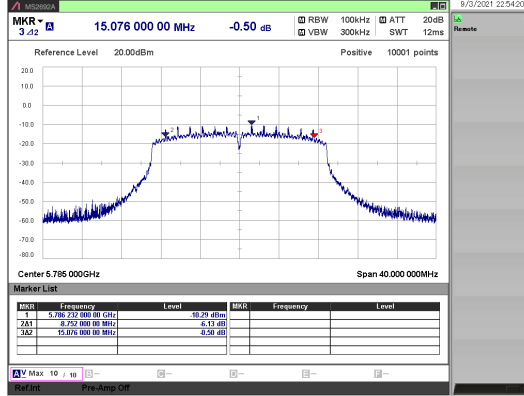 MS2692A
9/3/2021 22:54:20
MKR A 15.076 000 00 MHz -0.50 dB
3 ⊿2
M RBW 100kHz M ATT 20dB
M VBW 300kHz SWT 12ms
Remote
Reference Level 20.00dBm Positive 10001 points
20.0
10.0
0.0
-10.0
-20.0
-30.0
-40.0
-50.0
-60.0
-70.0
-80.0
1
2
3
Center 5.785 000GHz Span 40.000 000MHz
Marker List
MKR Frequency Level MKR Frequency Level
1 5.786 232 000 00 GHz -10.29 dBm
2Δ1 -8.752 000 00 MHz -6.13 dB
3Δ2 15.076 000 00 MHz -0.50 dB
A V Max 10 / 10 B — C — D — E — F —
Ref.Int Pre-Amp Off